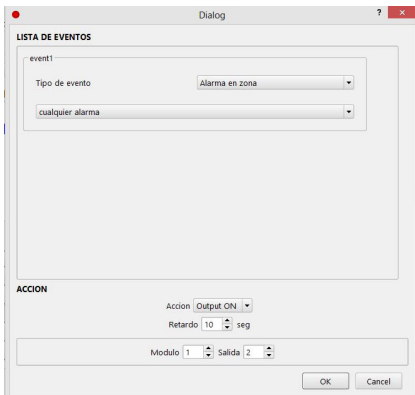 Dialog
? ×
LISTA DE EVENTOS
event1
Tipo de evento Alarma en zona
cualquier alarma
ACCION
Accion Output ON
Retardo 10 seg
Modulo 1 Salida 2
OK Cancel